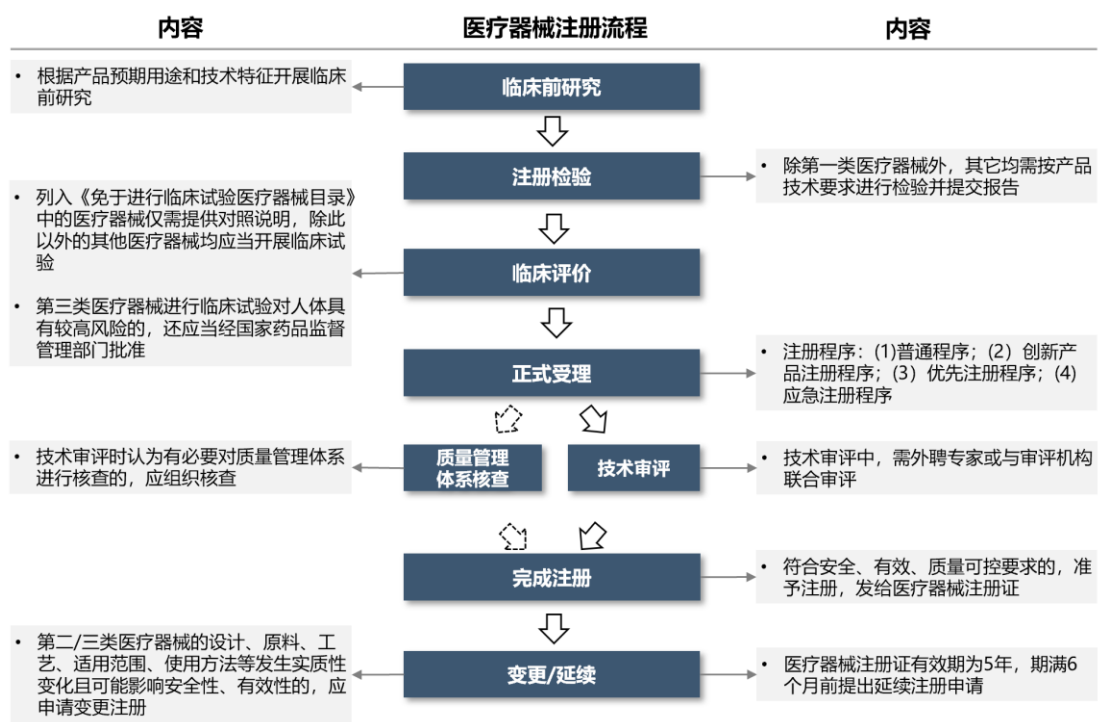 内容
医疗器械注册流程
内容
• 根据产品预期用途和技术特征开展临床
前研究
临床前研究
注册检验
• 除第一类医疗器械外，其它均需按产品
技术要求进行检验并提交报告
• 列入《免于进行临床试验医疗器械目录》
中的医疗器械仅需提供对照说明，除此
以外的其他医疗器械均应当开展临床试
验
• 第三类医疗器械进行临床试验对人体具
有较高风险的，还应当经国家药品监督
管理部门批准
临床评价
正式受理
• 注册程序：(1)普通程序；(2）创新产
品注册程序；(3）优先注册程序；(4)
应急注册程序
• 技术审评时认为有必要对质量管理体系
进行核查的，应组织核查
质量管理
体系核查
技术审评
• 技术审评中，需外聘专家或与审评机构
联合审评
完成注册
• 符合安全、有效、质量可控要求的，准
予注册，发给医疗器械注册证
• 第二/三类医疗器械的设计、原料、工
艺、适用范围、使用方法等发生实质性
变化且可能影响安全性、有效性的，应
申请变更注册
变更/延续
• 医疗器械注册证有效期为5年，期满6
个月前提出延续注册申请